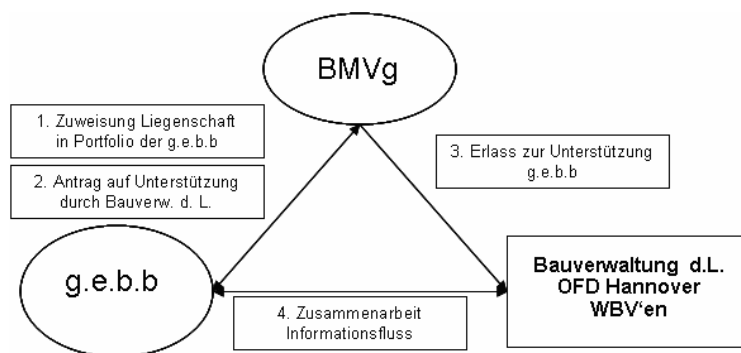 BMVg
1. Zuweisung Liegenschaft
in Portfolio der g.e.b.b
2. Antrag auf Unterstützung
durch Bauverw. d. L.
3. Erlass zur Unterstützung
g.e.b.b
g.e.b.b
Bauverwaltung d.L.
OFD Hannover
WBV'en
4. Zusammenarbeit
Informationsfluss